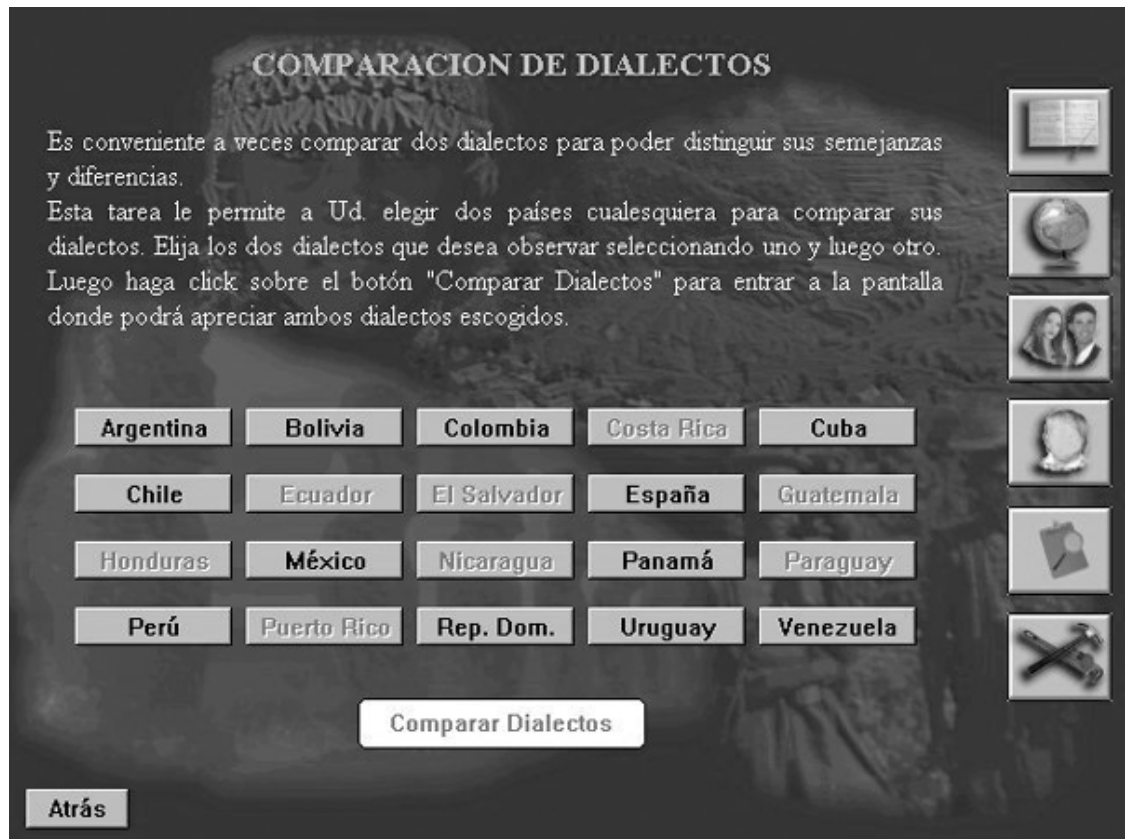 COMPARACION DE DIALECTOS
Es conveniente a veces comparar dos dialectos para poder distinguir sus semejanzas
y diferencias.
Esta tarea le permite a Ud. elegir dos países cualesquiera para comparar sus
dialectos. Elija los dos dialectos que desea observar seleccionando uno y luego otro.
Luego haga click sobre el botón "Comparar Dialectos" para entrar a la pantalla
donde podrá apreciar ambos dialectos escogidos.
Argentina Bolivia Colombia Costa Rica Cuba
Chile Ecuador El Salvador España Guatemala
Honduras México Nicaragua Panamá Paraguay
Perú Puerto Rico Rep. Dom. Uruguay Venezuela
Comparar Dialectos
Atrás